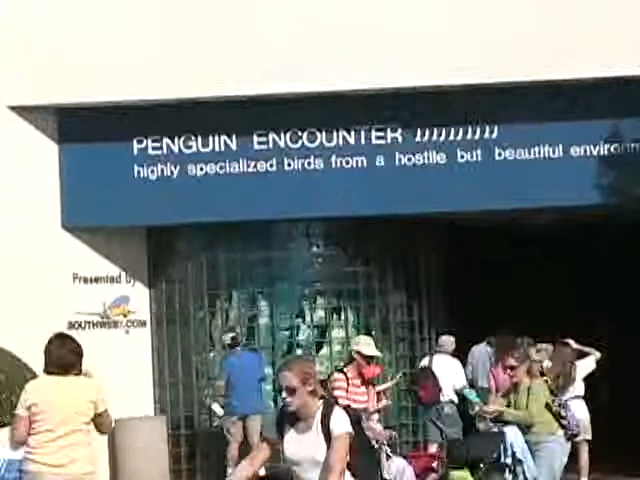 PENGUIN ENCOUNTER
highly specialized birds from a hostile but beautiful
Presented by
SOUTHWEST.COM